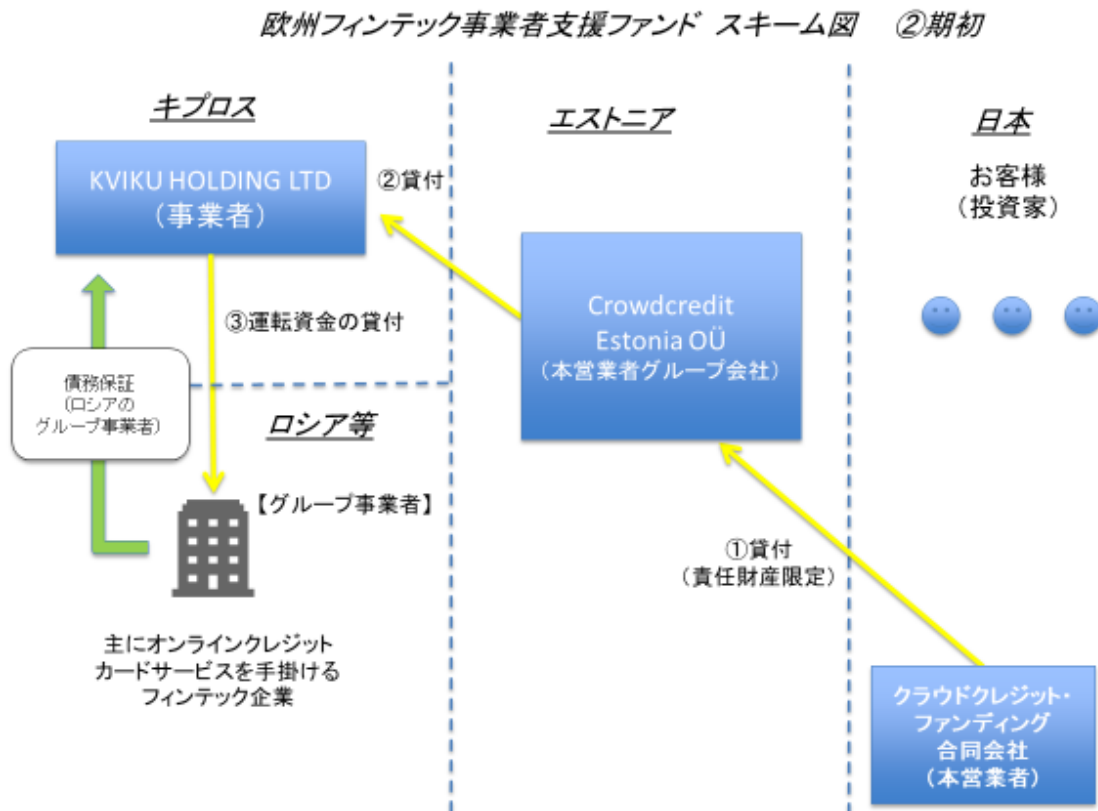 欧州フィンテック事業者支援ファンド スキーム図 ②期初
キプロス
KVIKU HOLDING LTD
（事業者）
②貸付
③運転資金の貸付
債務保証
(ロシアの
グループ事業者)
ロシア等
【グループ事業者】
主にオンラインクレジット
カードサービスを手掛ける
フィンテック企業
エストニア
Crowdcredit
Estonia OÜ
（本営業者グループ会社）
①貸付
（責任財産限定）
日本
お客様
（投資家）
クラウドクレジット・
ファンディング
合同会社
（本営業者）